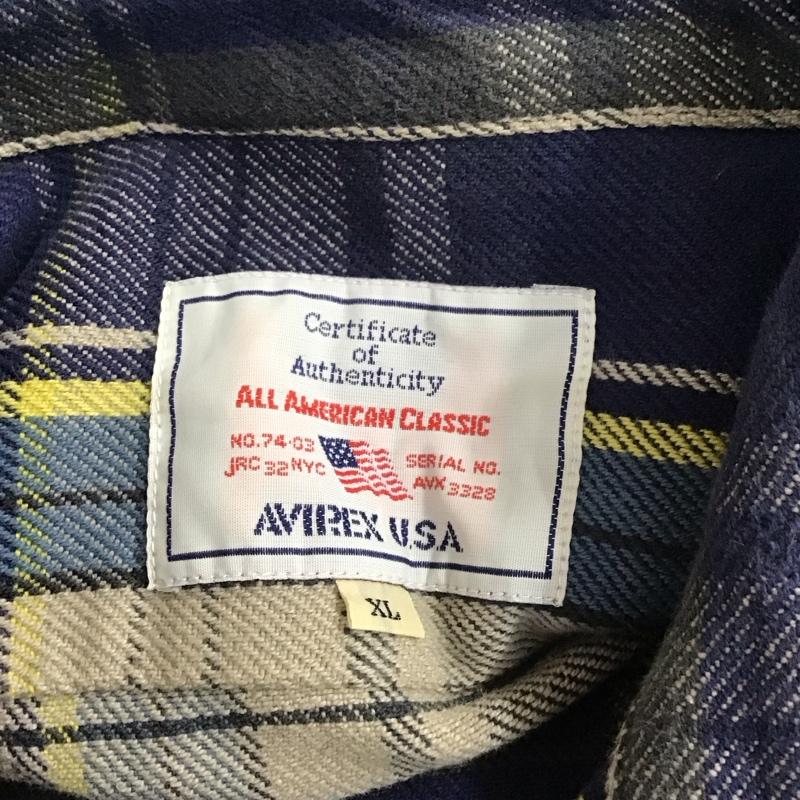 Certificate
of
Authenticity
ALL AMERICAN CLASSIC
NO.74-03
JRC 32 NYC
SERIAL NO.
AVX 3328
AVIREX U.S.A
XL